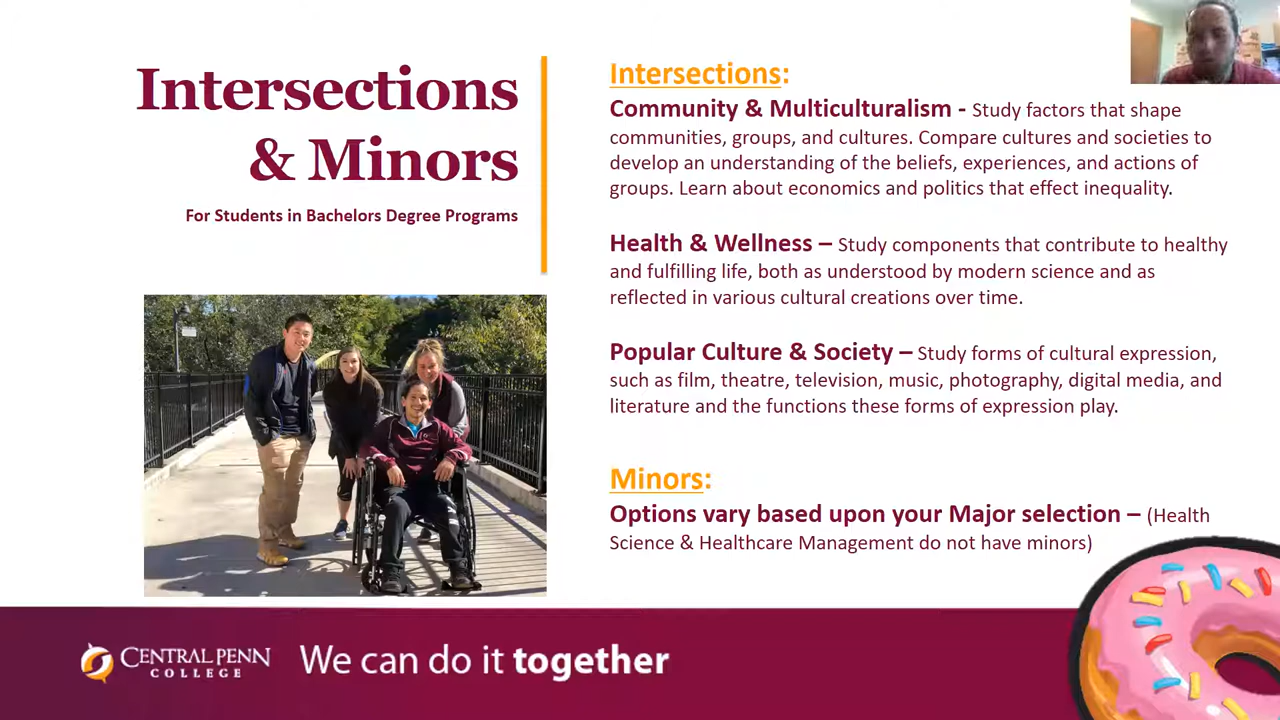 Intersections
& Minors
For Students in Bachelors Degree Programs
Intersections:
Community & Multiculturalism - Study factors that shape
communities, groups, and cultures. Compare cultures and societies to
develop an understanding of the beliefs, experiences, and actions of
groups. Learn about economics and politics that effect inequality.
Health & Wellness – Study components that contribute to healthy
and fulfilling life, both as understood by modern science and as
reflected in various cultural creations over time.
Popular Culture & Society – Study forms of cultural expression,
such as film, theatre, television, music, photography, digital media, and
literature and the functions these forms of expression play.
Minors:
Options vary based upon your Major selection – (Health
Science & Healthcare Management do not have minors)
CENTRAL PENN
COLLEGE
We can do it together